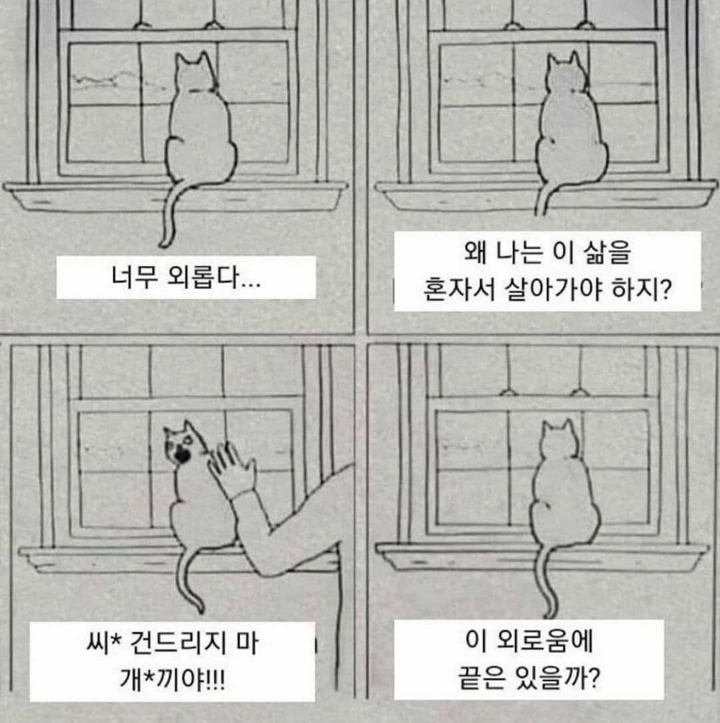 너무 외롭다...
왜 나는 이 삶을
혼자서 살아가야 하지?
씨* 건드리지 마
개*끼야!!!
이 외로움에
끝은 있을까?